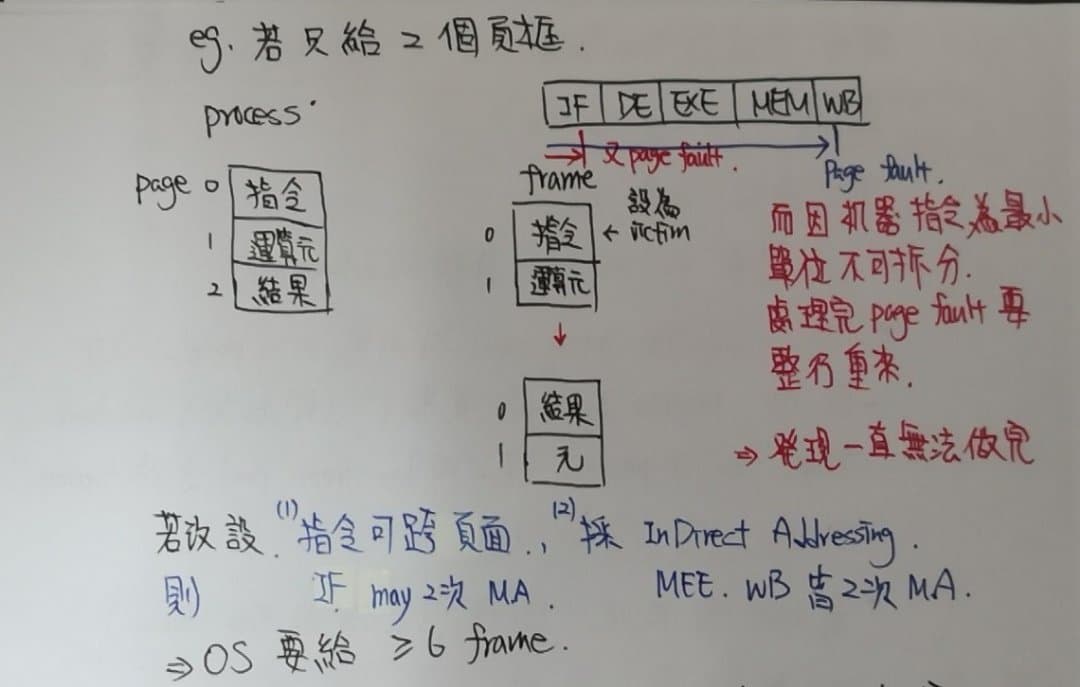 eg. 若只給 2 個頁框.
process
IF DE EXE MEM WB
又 page fault.
page fault.
page 0 指令
1 運算元
2 結果
frame
0 指令 ← 設為 victim
1 運算元
↓
0 結果
1 元
而因机器指令為最小
單位不可拆分.
處理完 page fault 要
整行重來.
⇒ 発現一直無法做完
若改設 (1) 指令可跨頁面., (2) 採 InDirect Addressing.
則 IF may 2次 MA. MEE. WB 皆2次 MA.
⇒ OS 要給 ≥ 6 frame.